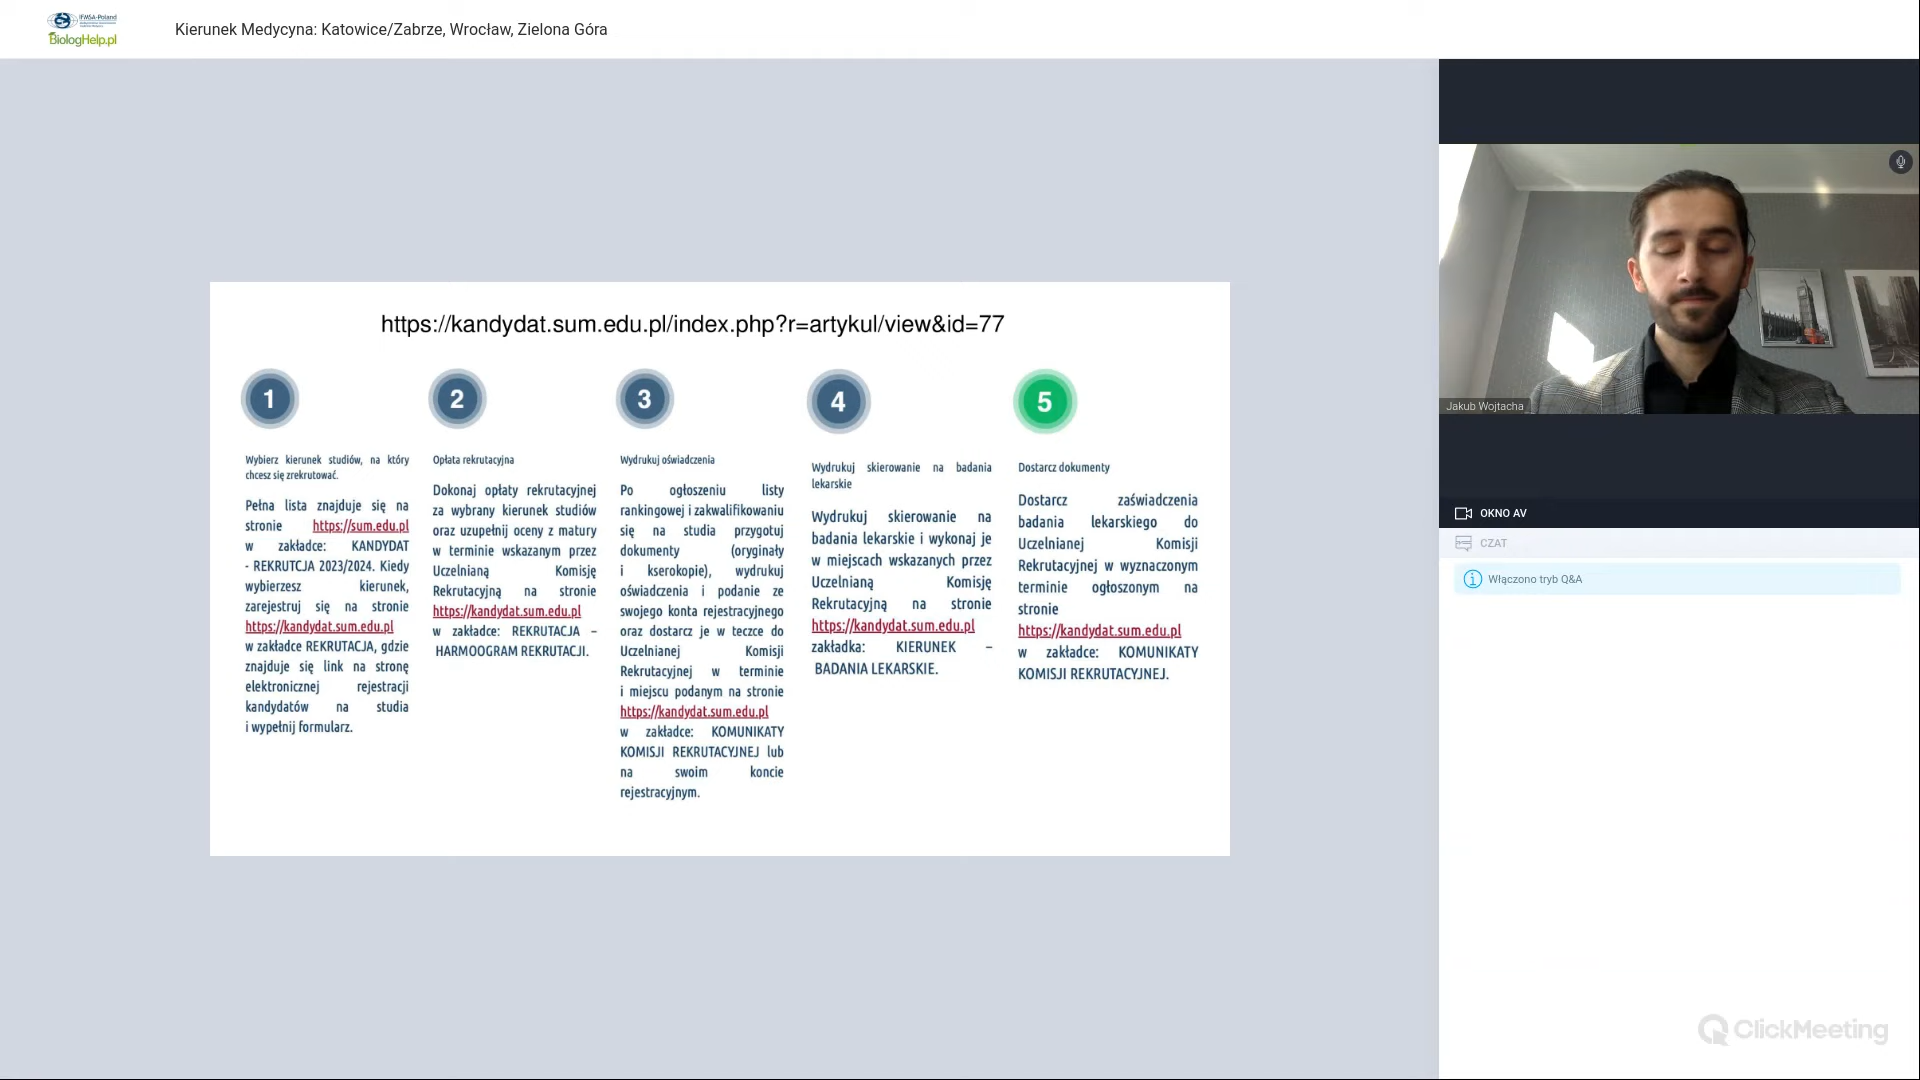 IFMSA-Poland
BiologHelp.pl
Kierunek Medycyna: Katowice/Zabrze, Wrocław, Zielona Góra
https://kandydat.sum.edu.pl/index.php?r=artykul/view&id=77
1
Wybierz kierunek studiów, na który
chcesz się zrekrutować.
Pełna lista znajduje się na
stronie https://sum.edu.pl
w zakładce: KANDYDAT
- REKRUTCJA 2023/2024. Kiedy
wybierzesz kierunek,
zarejestruj się na stronie
https://kandydat.sum.edu.pl
w zakładce REKRUTACJA, gdzie
znajduje się link na stronę
elektronicznej rejestracji
kandydatów na studia
i wypełnij formularz.
2
Opłata rekrutacyjna
Dokonaj opłaty rekrutacyjnej
za wybrany kierunek studiów
oraz uzupełnij oceny z matury
w terminie wskazanym przez
Uczelnianą Komisję
Rekrutacyjną na stronie
https://kandydat.sum.edu.pl
w zakładce: REKRUTACJA –
HARMOOGRAM REKRUTACJI.
3
Wydrukuj oświadczenia
Po ogłoszeniu listy
rankingowej i zakwalifikowaniu
się na studia przygotuj
dokumenty (oryginały
i kserokopie), wydrukuj
oświadczenia i podanie ze
swojego konta rejestracyjnego
oraz dostarcz je w teczce do
Uczelnianej Komisji
Rekrutacyjnej w terminie
i miejscu podanym na stronie
https://kandydat.sum.edu.pl
w zakładce: KOMUNIKATY
KOMISJI REKRUTACYJNEJ lub
na swoim koncie
rejestracyjnym.
4
Wydrukuj skierowanie na badania
lekarskie
Wydrukuj skierowanie na
badania lekarskie i wykonaj je
w miejscach wskazanych przez
Uczelnianą Komisję
Rekrutacyjną na stronie
https://kandydat.sum.edu.pl
zakładka: KIERUNEK –
BADANIA LEKARSKIE.
5
Dostarcz dokumenty
Dostarcz zaświadczenia
badania lekarskiego do
Uczelnianej Komisji
Rekrutacyjnej w wyznaczonym
terminie ogłoszonym na
stronie
https://kandydat.sum.edu.pl
w zakładce: KOMUNIKATY
KOMISJI REKRUTACYJNEJ.
Jakub Wojtacha
OKNO AV
CZAT
Włączono tryb Q&A
ClickMeeting